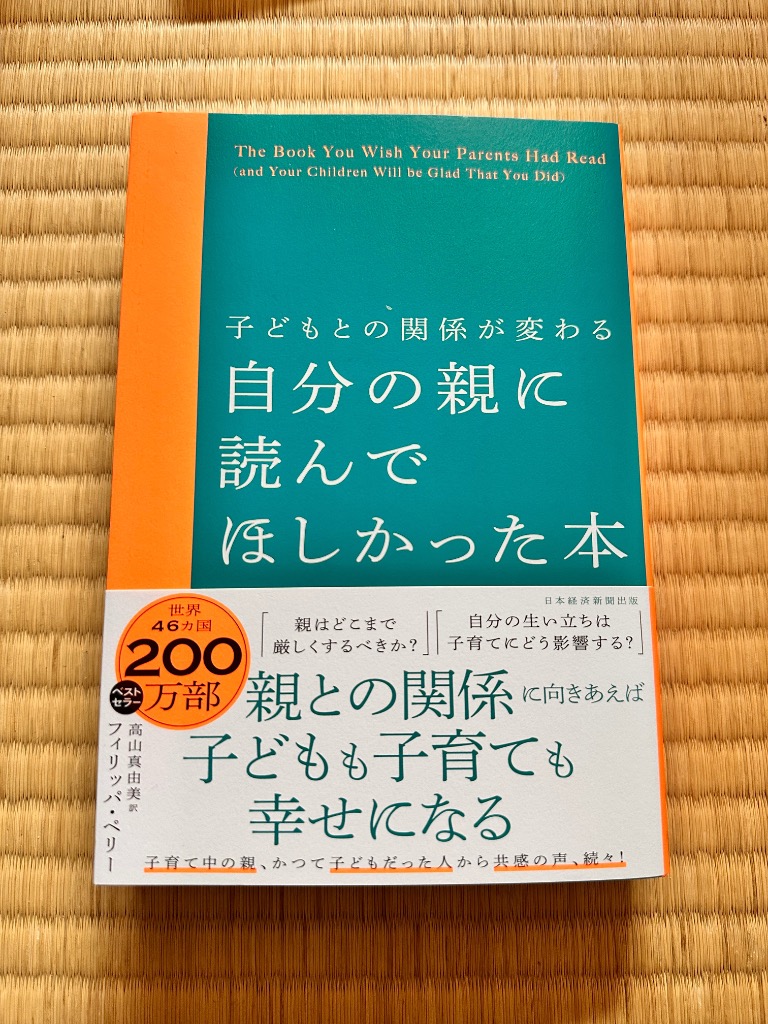 The Book You Wish Your Parents Had Read
(and Your Children Will be Glad That You Did)
子どもとの関係が変わる
自分の親に
読んで
ほしかった本
日本経済新聞出版
世界
46カ国
200
万部
ベスト
セラー
「親はどこまで
厳しくするべきか?」
「自分の生い立ちは
子育てにどう影響する?」
親との関係に向きあえば
子どもも子育ても
幸せになる
高山真由美 訳
フィリッパ・ペリー
子育て中の親、かつて子どもだった人から共感の声、続々!